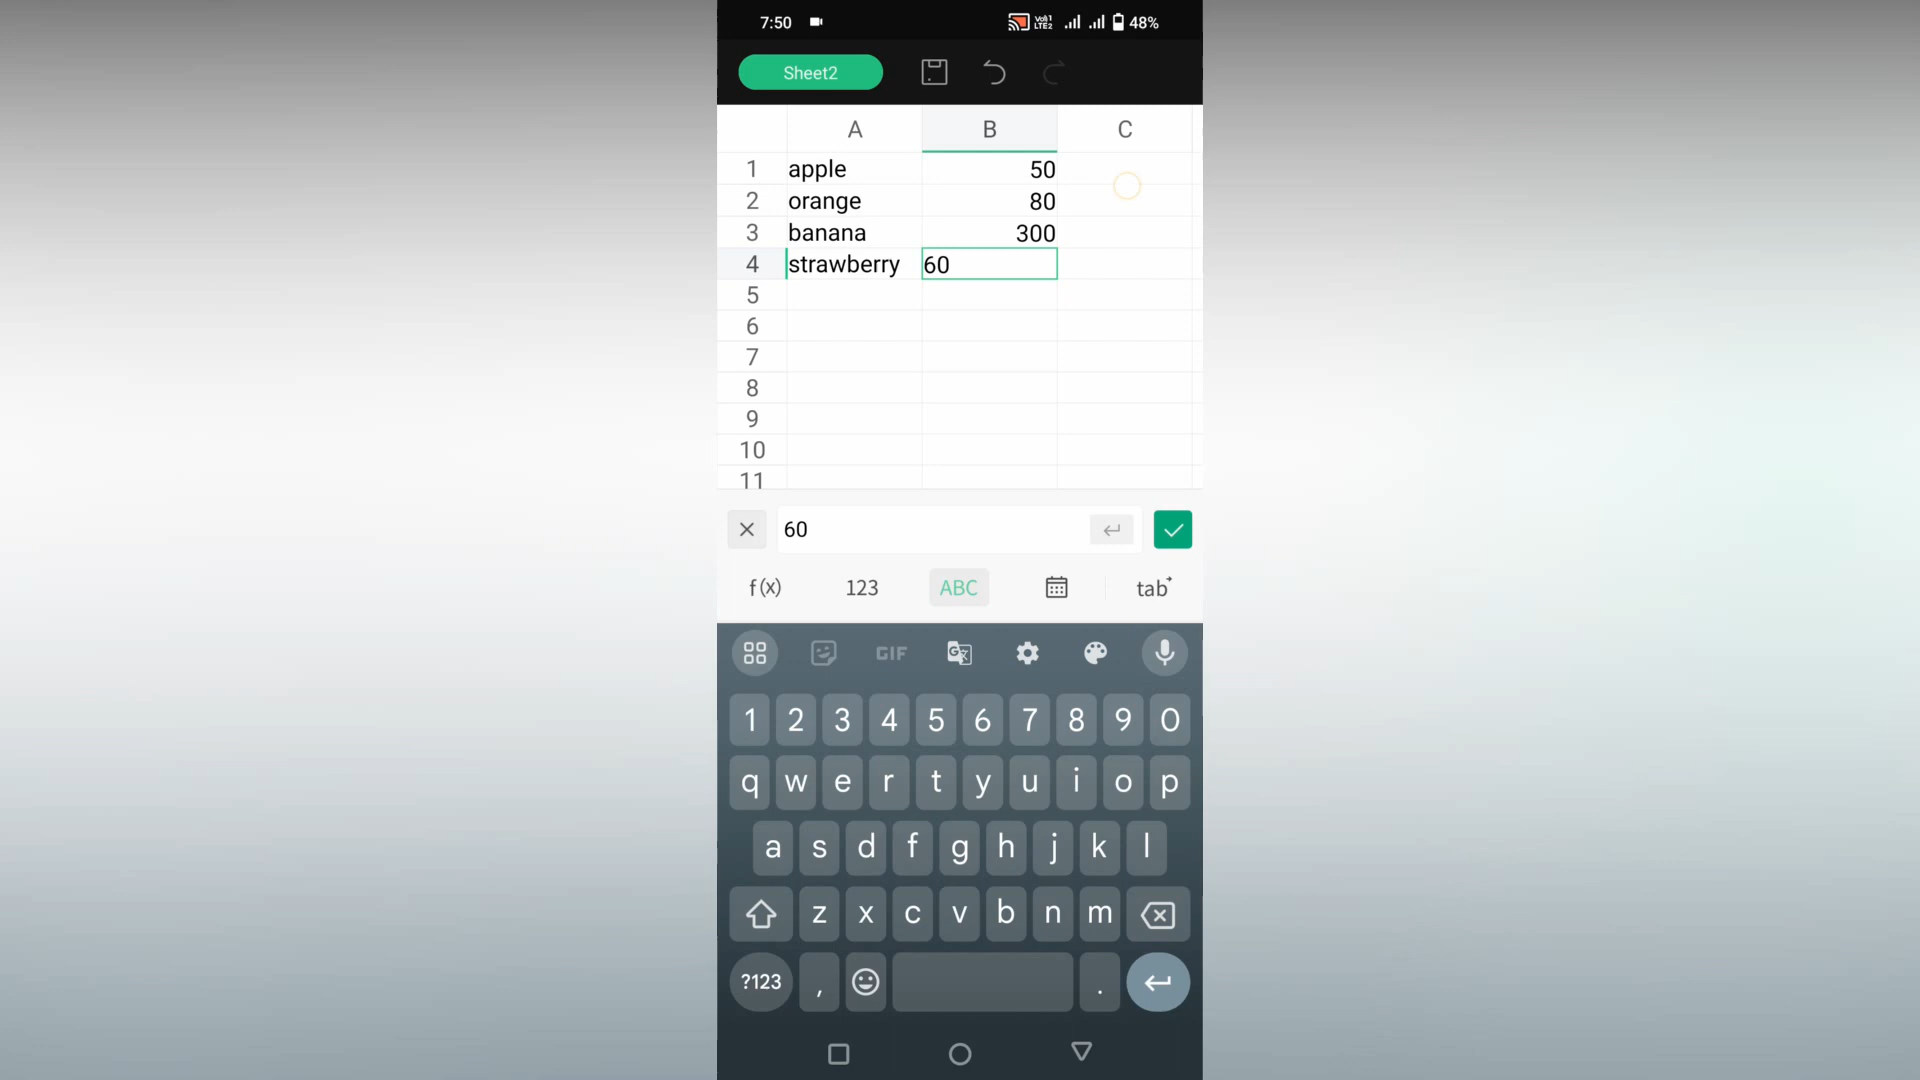 7:50 Vo1 LTE2 48%
Sheet2
A B C
1 apple 50
2 orange 80
3 banana 300
4 strawberry 60
5
6
7
8
9
10
11
60
f(x) 123 ABC tab
GIF G
1 2 3 4 5 6 7 8 9 0
q w e r t y u i o p
a s d f g h j k l
z x c v b n m
?123 , .